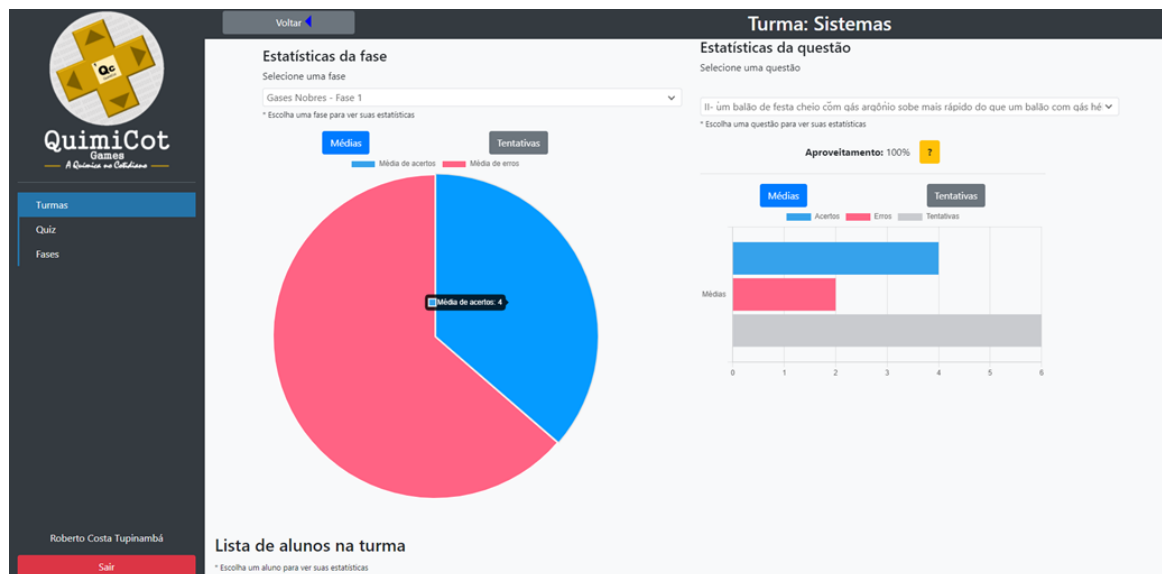 Qc
QuimiCot
Games
A Química no Cotidiano
Turmas
Quiz
Fases
Roberto Costa Tupinambá
Sair
Voltar
Turma: Sistemas
Estatísticas da fase
Selecione uma fase
Gases Nobres - Fase 1
* Escolha uma fase para ver suas estatísticas
Médias
Tentativas
Média de acertos
Média de erros
Média de acertos: 4
Estatísticas da questão
Selecione uma questão
II- um balão de festa cheio com gás argônio sobe mais rápido do que um balão com gás hé
* Escolha uma questão para ver suas estatísticas
Aproveitamento: 100% ?
Médias
Tentativas
Acertos
Erros
Tentativas
Médias
0 1 2 3 4 5 6
Lista de alunos na turma
* Escolha um aluno para ver suas estatísticas